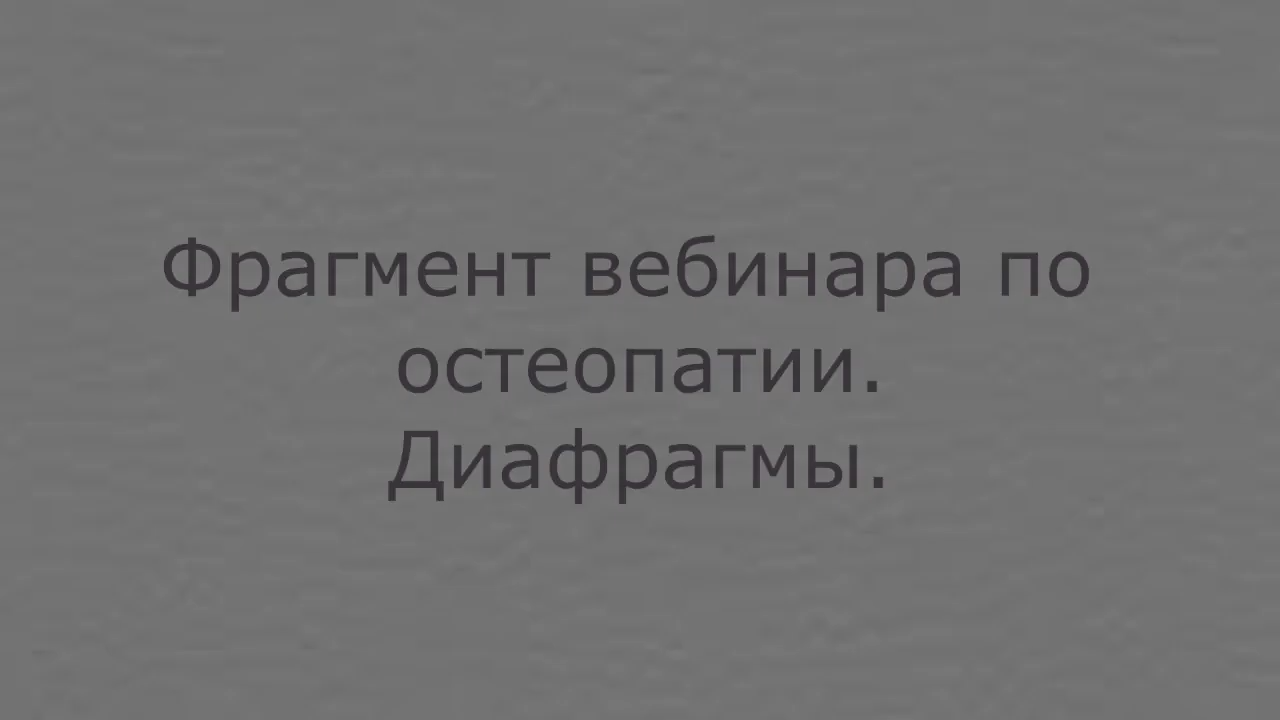 Фрагмент вебинара по
остеопатии.
Диафрагмы.